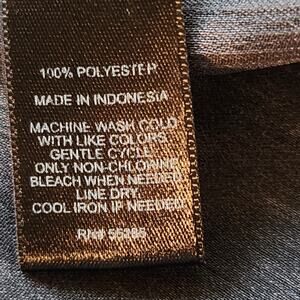 100% POLYESTER
MADE IN INDONESIA
MACHINE WASH COLD
WITH LIKE COLORS
GENTLE CYCLE
ONLY NON-CHLORINE
BLEACH WHEN NEEDED
LINE DRY
COOL IRON IF NEEDED
RN#